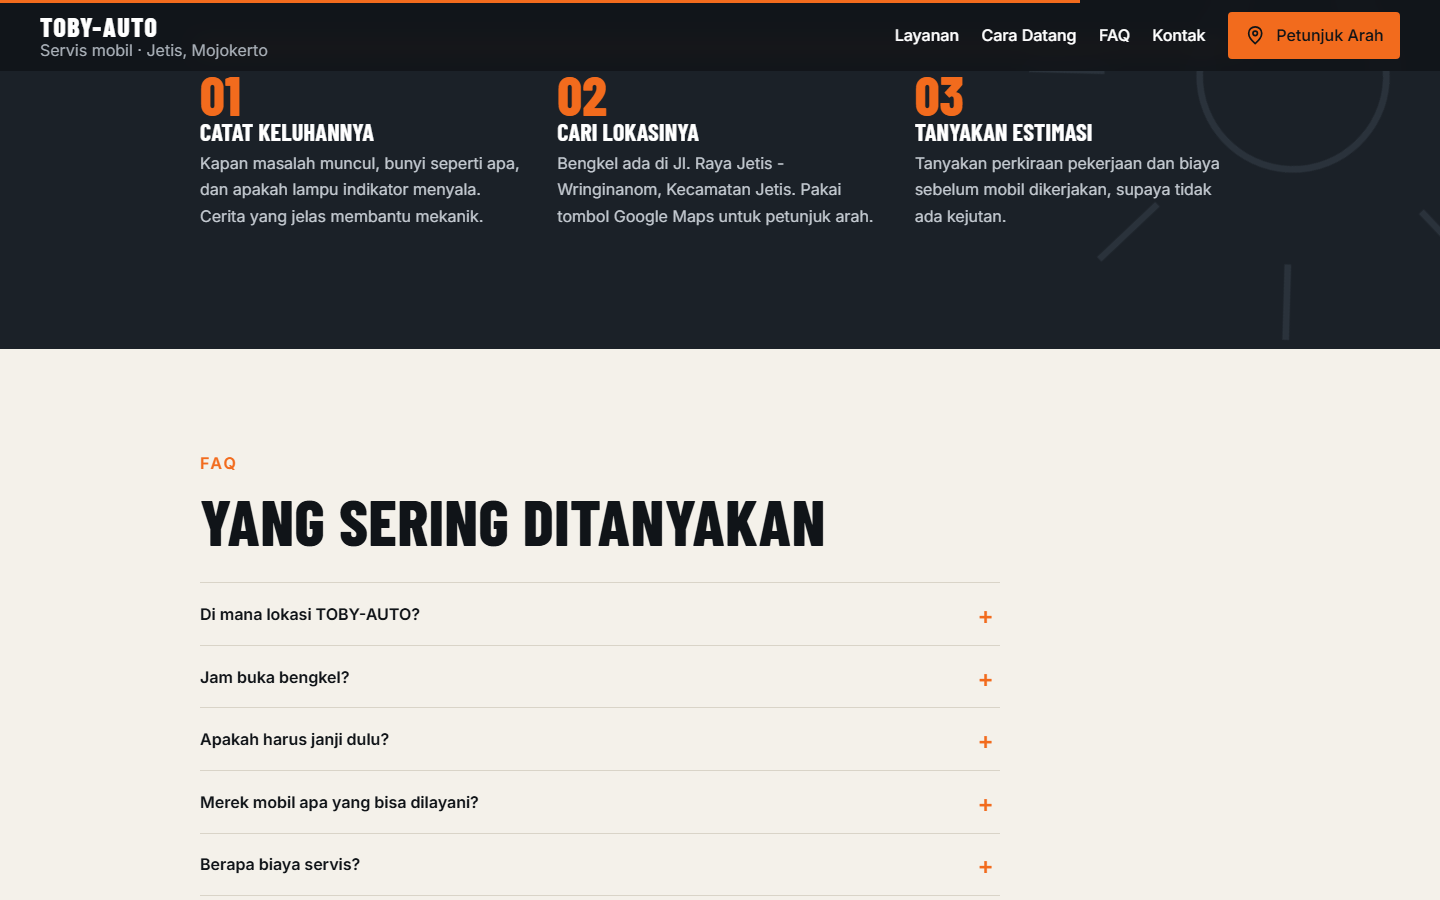 TOBY-AUTO
Servis mobil · Jetis, Mojokerto
Layanan
Cara Datang
FAQ
Kontak
Petunjuk Arah
01
CATAT KELUHANNYA
Kapan masalah muncul, bunyi seperti apa,
dan apakah lampu indikator menyala.
Cerita yang jelas membantu mekanik.
02
CARI LOKASINYA
Bengkel ada di Jl. Raya Jetis -
Wringinanom, Kecamatan Jetis. Pakai
tombol Google Maps untuk petunjuk arah.
03
TANYAKAN ESTIMASI
Tanyakan perkiraan pekerjaan dan biaya
sebelum mobil dikerjakan, supaya tidak
ada kejutan.
FAQ
YANG SERING DITANYAKAN
Di mana lokasi TOBY-AUTO?
+
Jam buka bengkel?
+
Apakah harus janji dulu?
+
Merek mobil apa yang bisa dilayani?
+
Berapa biaya servis?
+